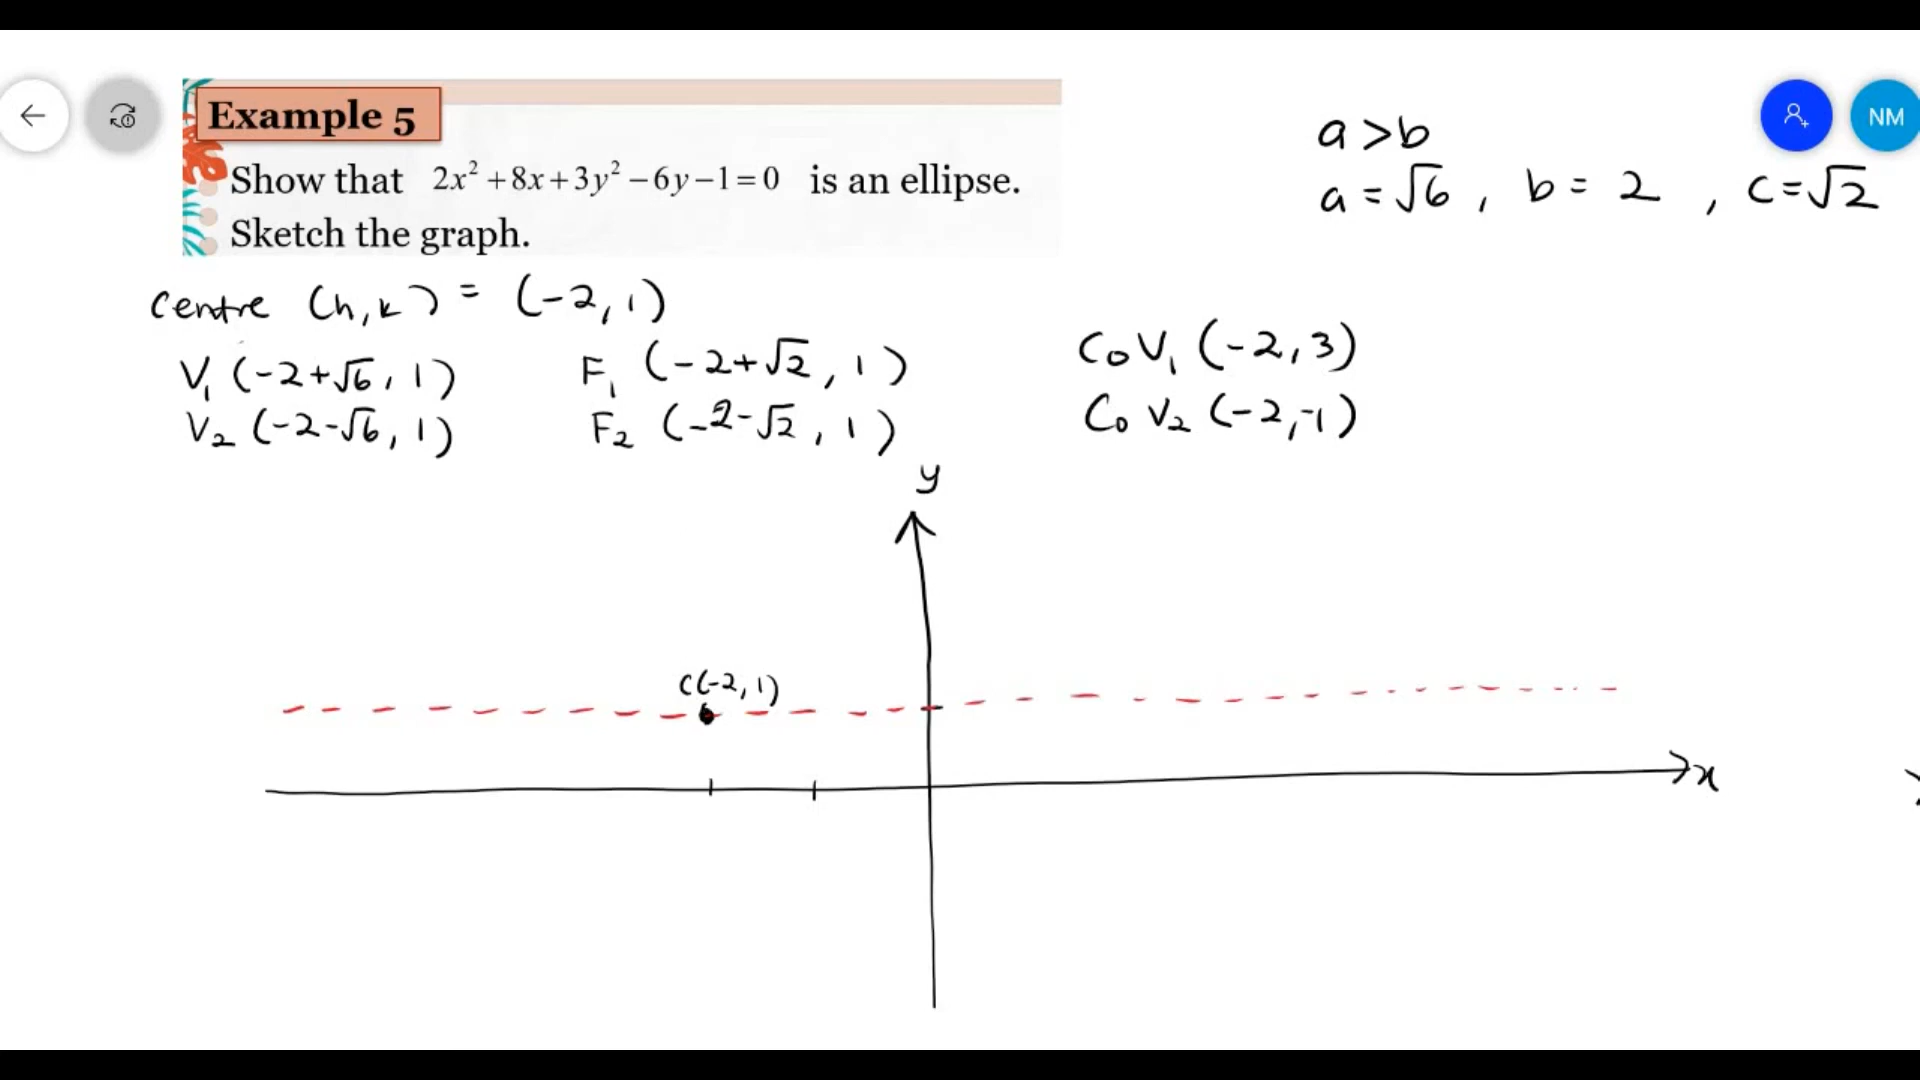 Example 5
Show that 2x² +8x+3y² −6y−1=0 is an ellipse.
Sketch the graph.
NM
a >b
a =√6 , b= 2 , c=√2
Centre (h,k) = (-2, 1)
V₁ (-2+√6, 1)
V₂ (-2-√6, 1)
F₁ (-2+√2, 1)
F₂ (-2-√2, 1)
CoV₁ (-2, 3)
Co V₂ (-2,-1)
y
C(-2, 1)
x